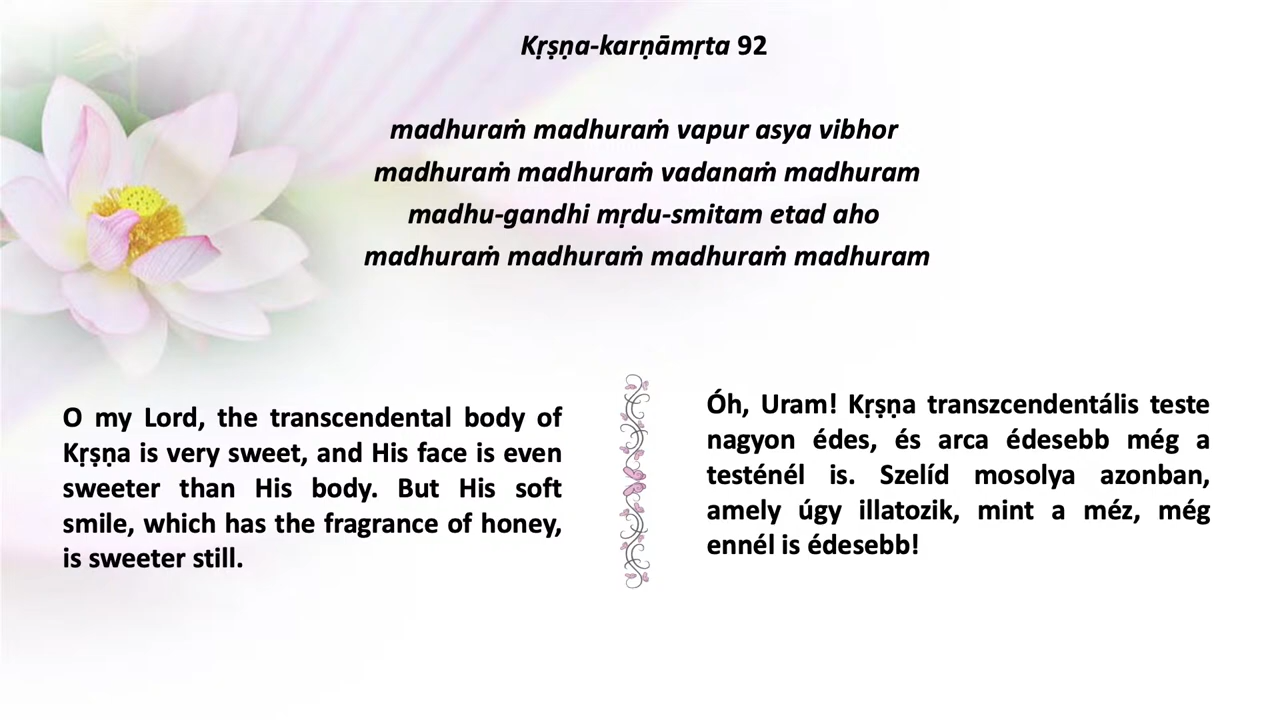 Kṛṣṇa-karṇāmṛta 92
madhuraṁ madhuraṁ vapur asya vibhor
madhuraṁ madhuraṁ vadanaṁ madhuram
madhu-gandhi mṛdu-smitam etad aho
madhuraṁ madhuraṁ madhuraṁ madhuram
O my Lord, the transcendental body of
Kṛṣṇa is very sweet, and His face is even
sweeter than His body. But His soft
smile, which has the fragrance of honey,
is sweeter still.
Óh, Uram! Kṛṣṇa transzcendentális teste
nagyon édes, és arca édesebb még a
testénél is. Szelíd mosolya azonban,
amely úgy illatozik, mint a méz, még
ennél is édesebb!